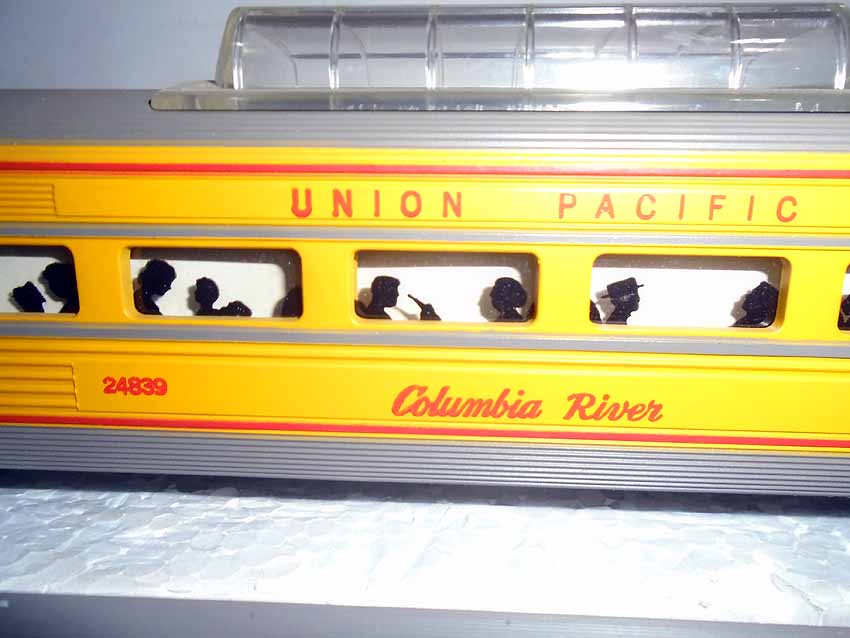 UNION PACIFIC
24839
Columbia River